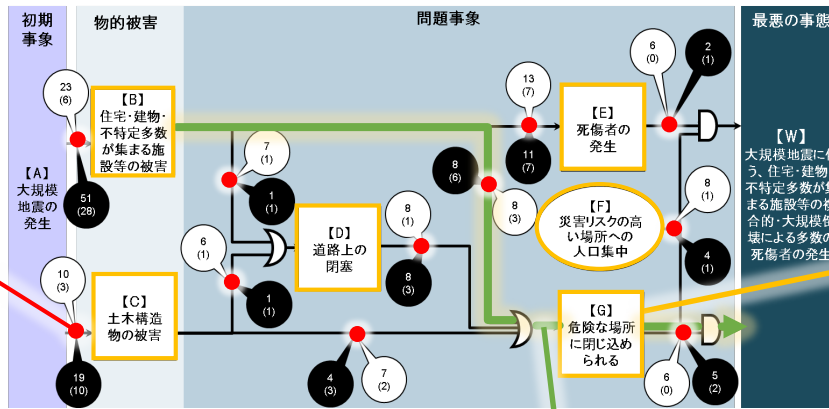 初期
事象
物的被害
問題事象
最悪の事態
23
(6)
【B】
住宅・建物・
不特定多数
が集まる施
設等の被害
13
(7)
【E】
死傷者の
発生
11
(7)
6
(0)
2
(1)
【A】
大規模
地震の
発生
51
(28)
7
(1)
1
(1)
8
(6)
8
(3)
【W】
大規模地震に
う、住宅・建物
不特定多数が
まる施設等の
合的・大規模
壊による多数の
死傷者の発生
【F】
災害リスクの高
い場所への
人口集中
8
(1)
4
(1)
6
(1)
【D】
道路上の
閉塞
8
(1)
8
(3)
1
(1)
10
(3)
【C】
土木構造
物の被害
19
(10)
4
(3)
7
(2)
【G】
危険な場所
に閉じ込め
られる
6
(0)
5
(2)